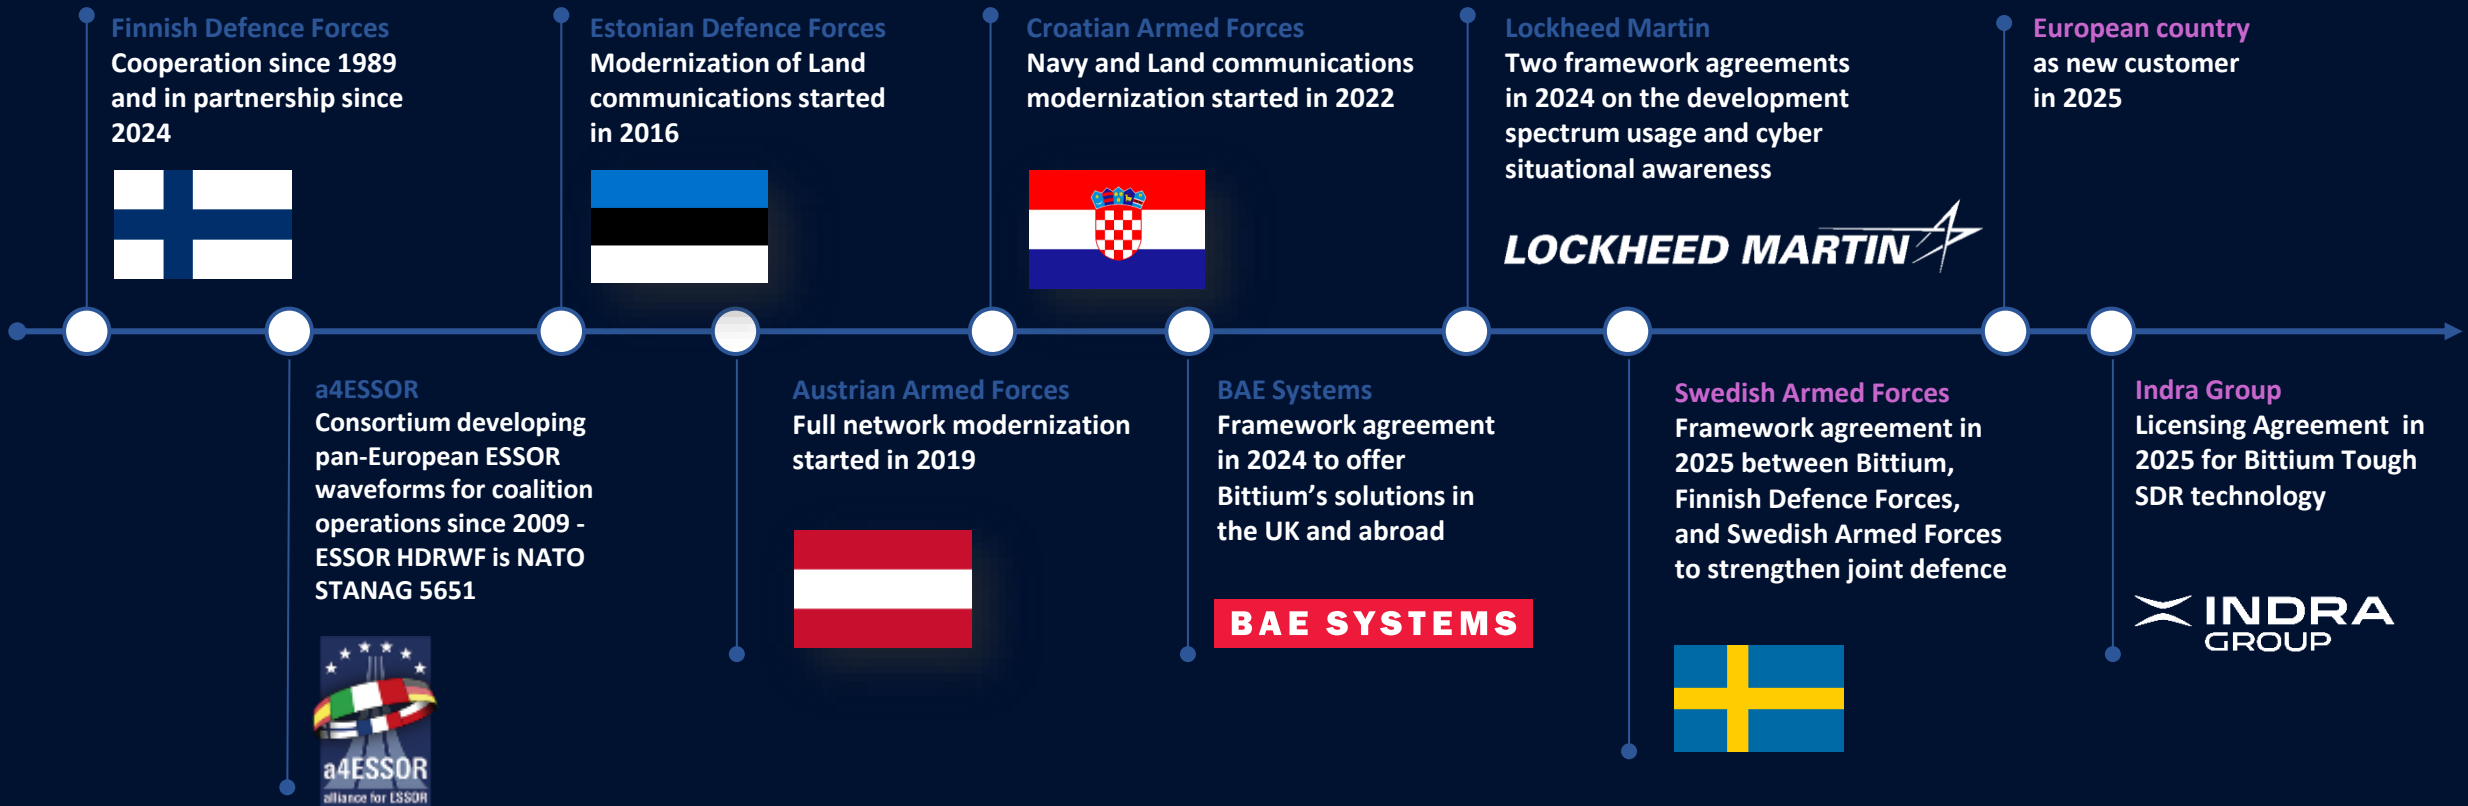 Finnish Defence Forces
Cooperation since 1989
and in partnership since
2024
Estonian Defence Forces
Modernization of Land
communications started
in 2016
Croatian Armed Forces
Navy and Land communications
modernization started in 2022
Lockheed Martin
Two framework agreements
in 2024 on the development
spectrum usage and cyber
situational awareness
LOCKHEED MARTIN
European country
as new customer
in 2025
a4ESSOR
Consortium developing
pan-European ESSOR
waveforms for coalition
operations since 2009 -
ESSOR HDRWF is NATO
STANAG 5651
a4ESSOR
alliance for ESSOR
Austrian Armed Forces
Full network modernization
started in 2019
BAE Systems
Framework agreement
in 2024 to offer
Bittium’s solutions in
the UK and abroad
BAE SYSTEMS
Swedish Armed Forces
Framework agreement in
2025 between Bittium,
Finnish Defence Forces,
and Swedish Armed Forces
to strengthen joint defence
Indra Group
Licensing Agreement  in
2025 for Bittium Tough
SDR technology
INDRA
GROUP